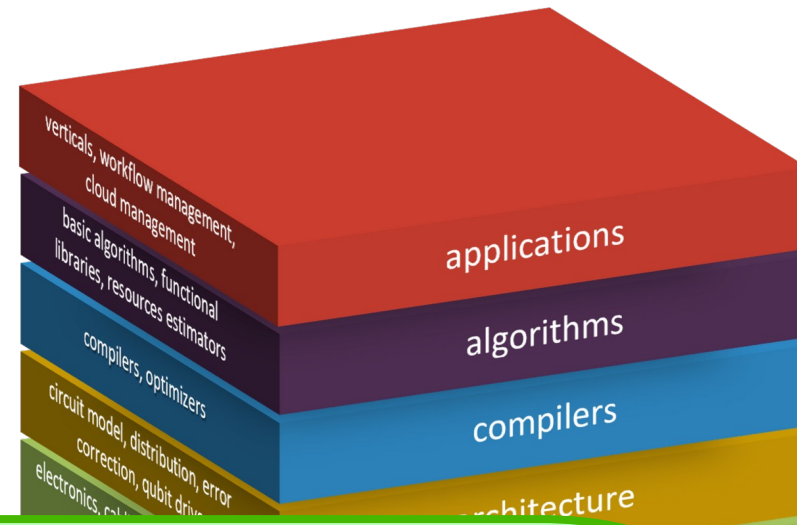 verticals, workflow management,
cloud management
applications
basic algorithms, functional
libraries, resources estimators
algorithms
compilers, optimizers
compilers
circuit model, distribution, error
correction, qubit
electronics,